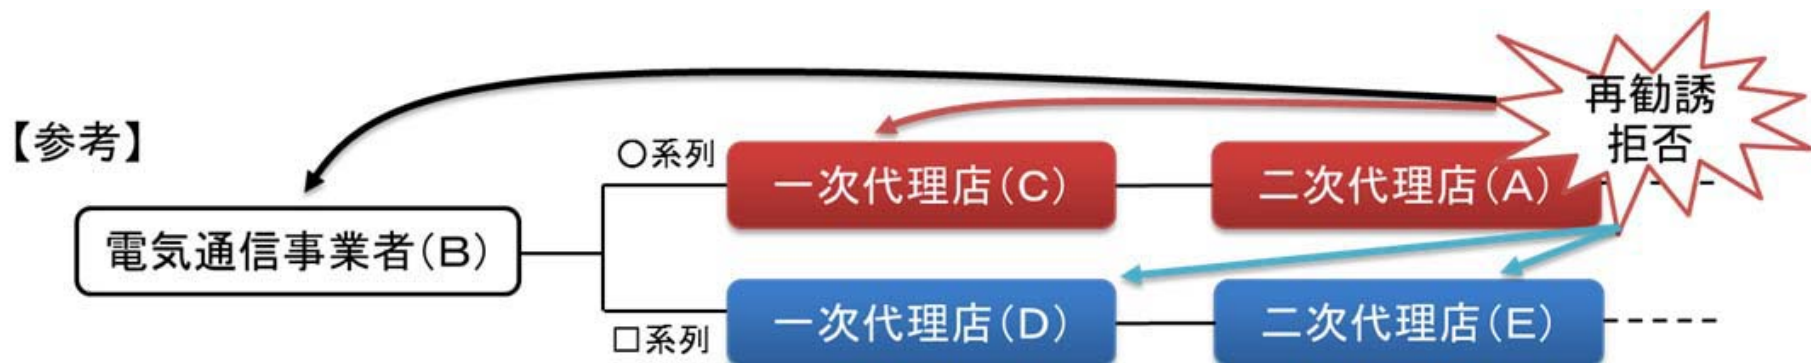 【参考】
電気通信事業者(B)
○系列
一次代理店(C)
二次代理店(A)
再勧誘
拒否
□系列
一次代理店(D)
二次代理店(E)